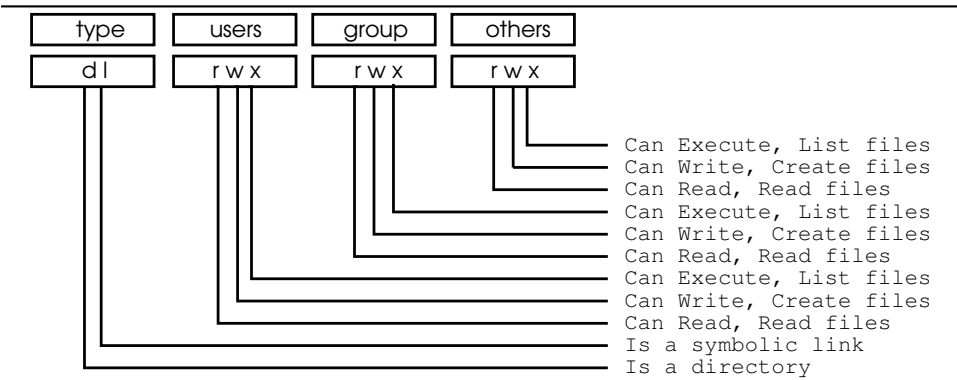 type users group others
d l r w x r w x r w x
Can Execute, List files
Can Write, Create files
Can Read, Read files
Can Execute, List files
Can Write, Create files
Can Read, Read files
Can Execute, List files
Can Write, Create files
Can Read, Read files
Is a symbolic link
Is a directory